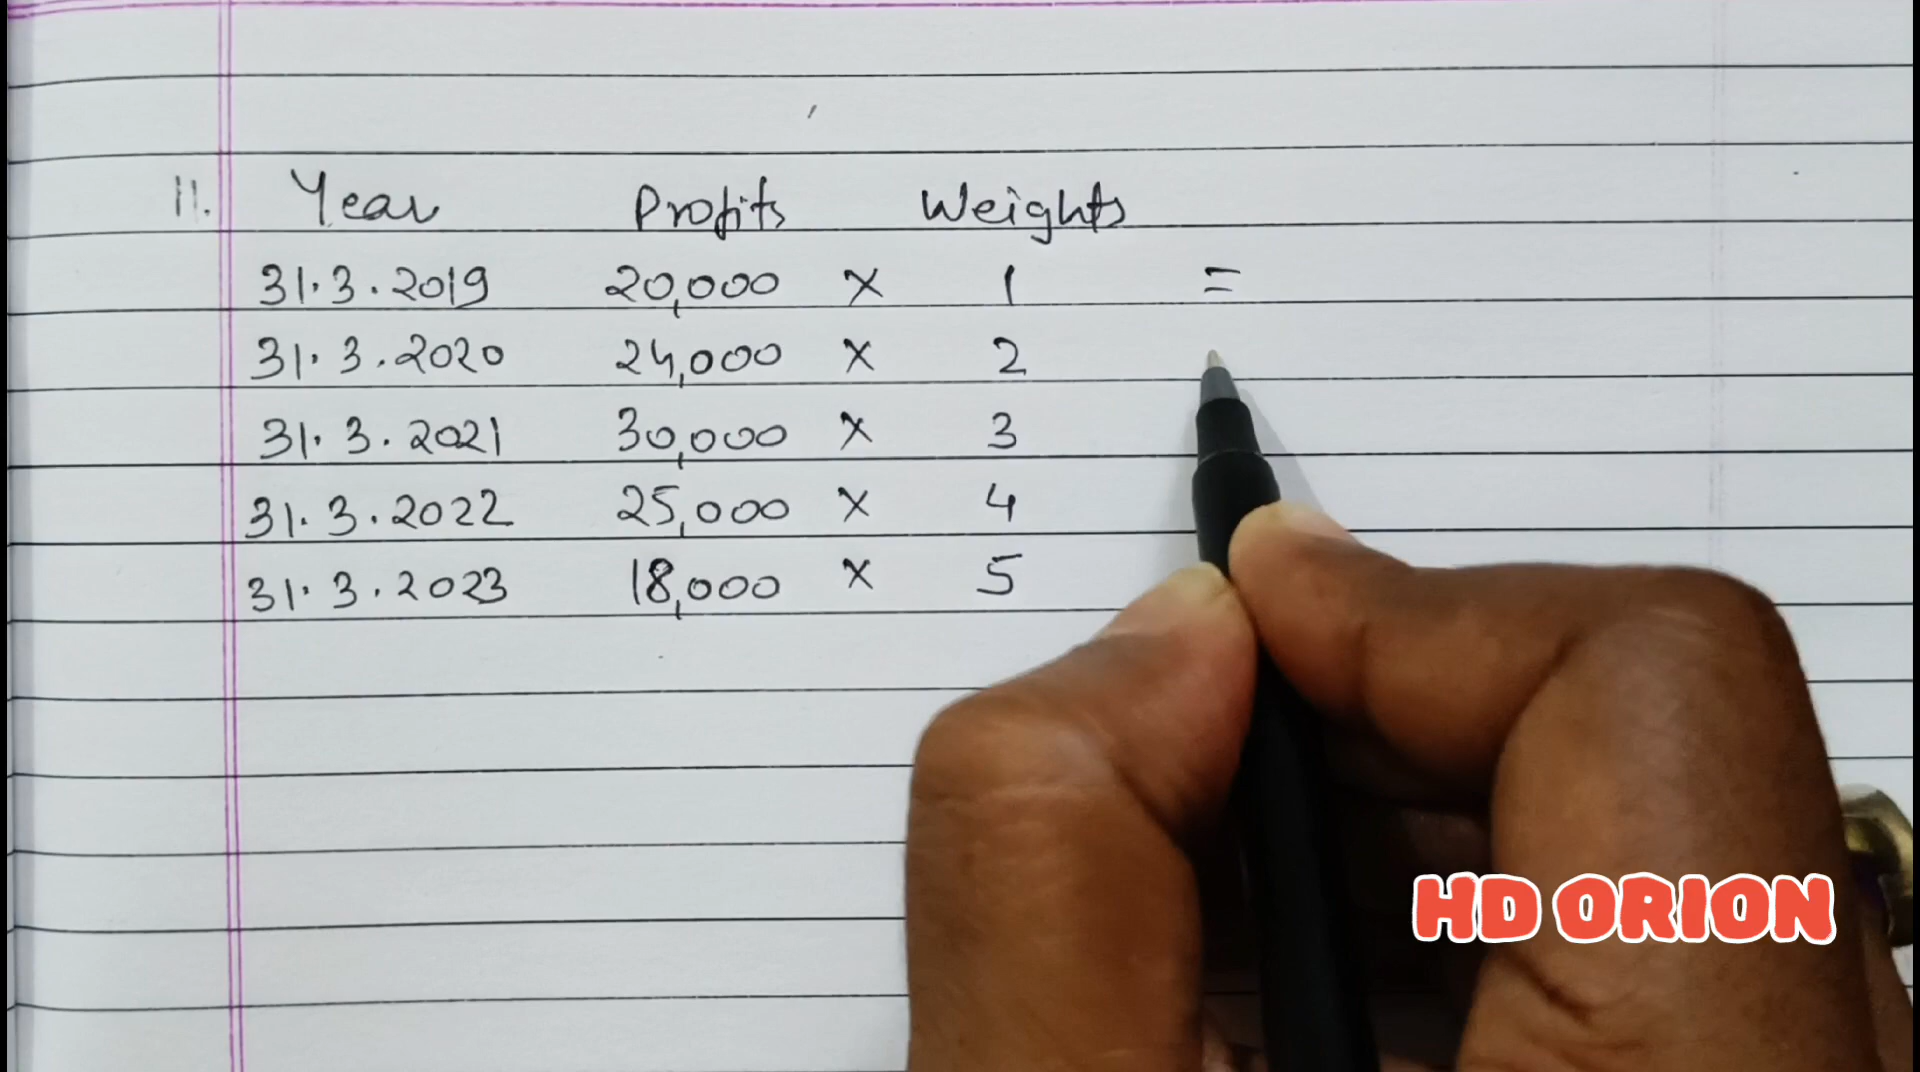 11. Year Profits Weights
31.3.2019 20,000 x 1 =
31.3.2020 24,000 x 2
31.3.2021 30,000 x 3
31.3.2022 25,000 x 4
31.3.2023 18,000 x 5
HD ORION